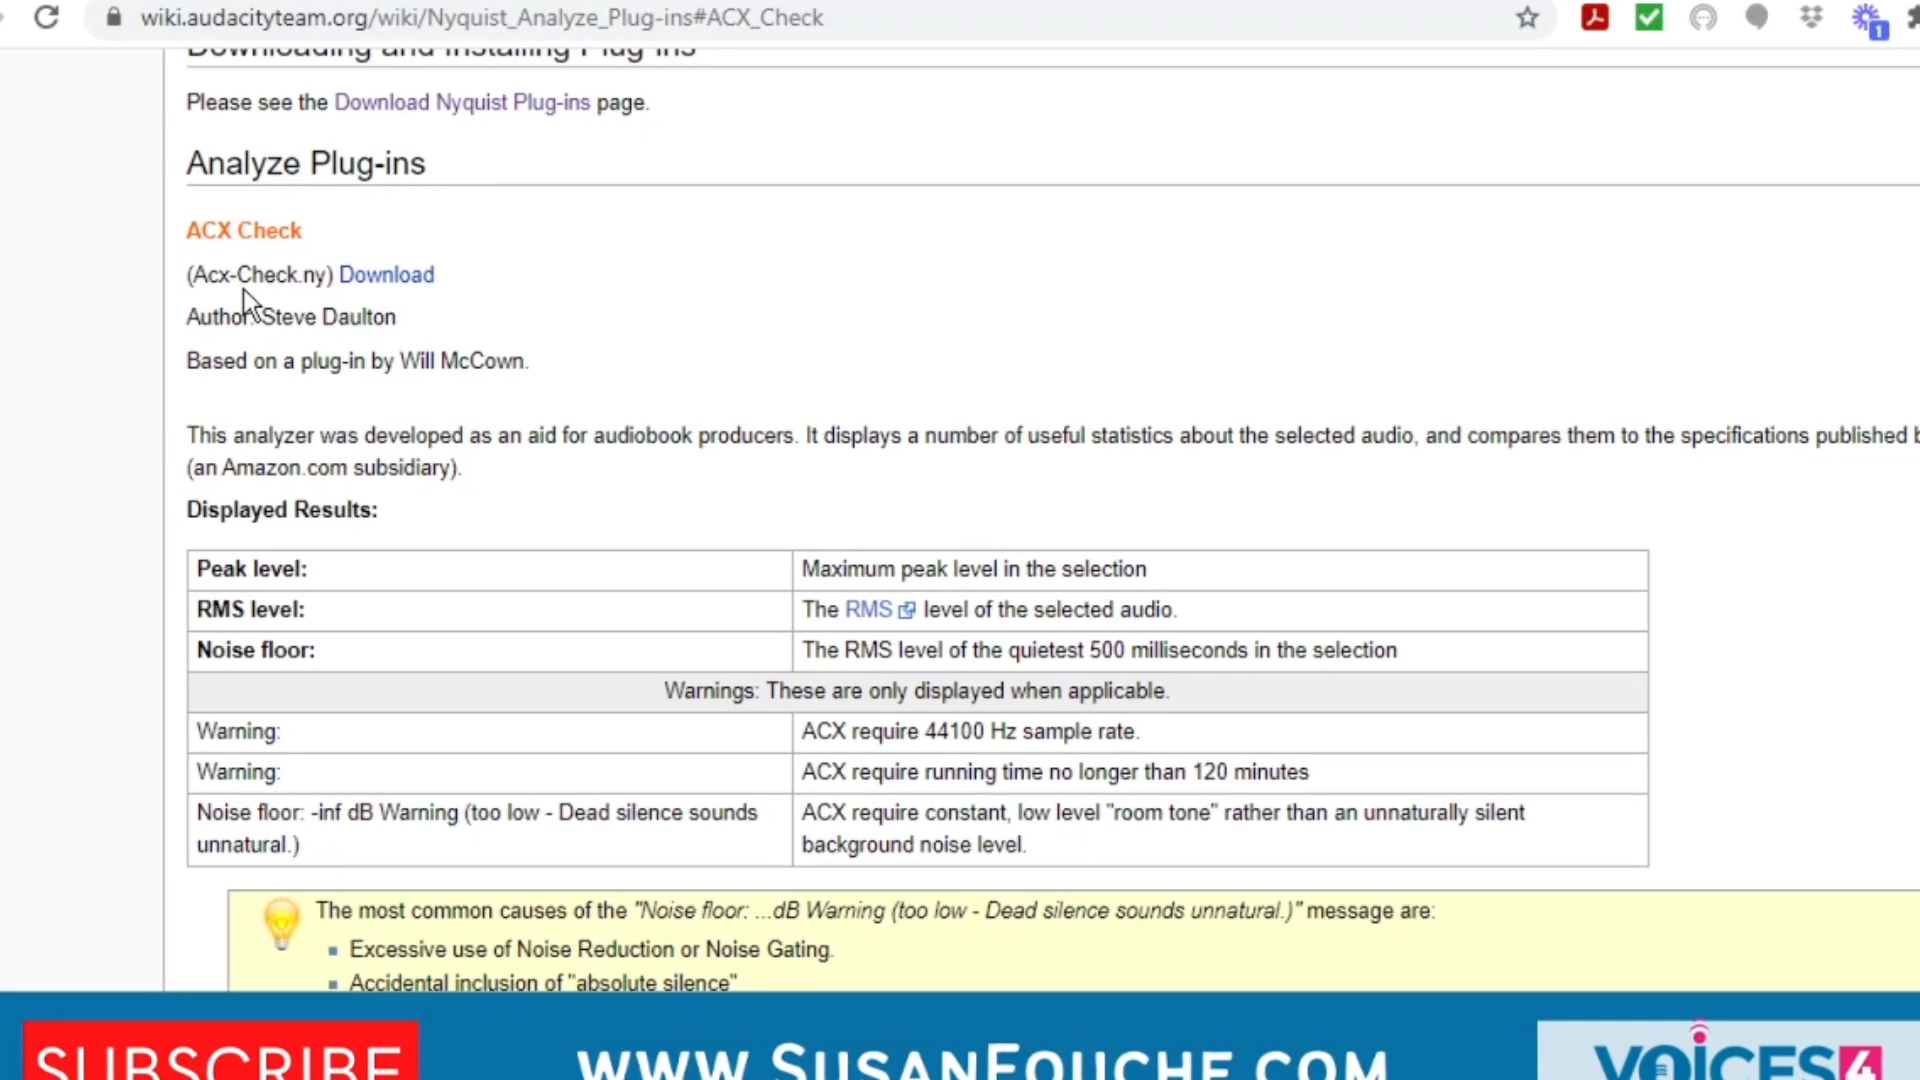 wiki.audacityteam.org/wiki/Nyquist_Analyze_Plug-ins#ACX_Check
1
Downloading and Installing Plug-ins
Please see the Download Nyquist Plug-ins page.
Analyze Plug-ins
ACX Check
(Acx-Check.ny) Download
Author: Steve Daulton
Based on a plug-in by Will McCown.
This analyzer was developed as an aid for audiobook producers. It displays a number of useful statistics about the selected audio, and compares them to the specifications published
(an Amazon.com subsidiary).
Displayed Results:
Peak level: Maximum peak level in the selection
RMS level: The RMS level of the selected audio.
Noise floor: The RMS level of the quietest 500 milliseconds in the selection
Warnings: These are only displayed when applicable.
Warning: ACX require 44100 Hz sample rate.
Warning: ACX require running time no longer than 120 minutes
Noise floor: -inf dB Warning (too low - Dead silence sounds
unnatural.)
ACX require constant, low level "room tone" rather than an unnaturally silent
background noise level.
The most common causes of the "Noise floor: ...dB Warning (too low - Dead silence sounds unnatural.)" message are:
Excessive use of Noise Reduction or Noise Gating.
Accidental inclusion of "absolute silence"
SUBSCRIBE
www.SusanFouche.com
VOICES4